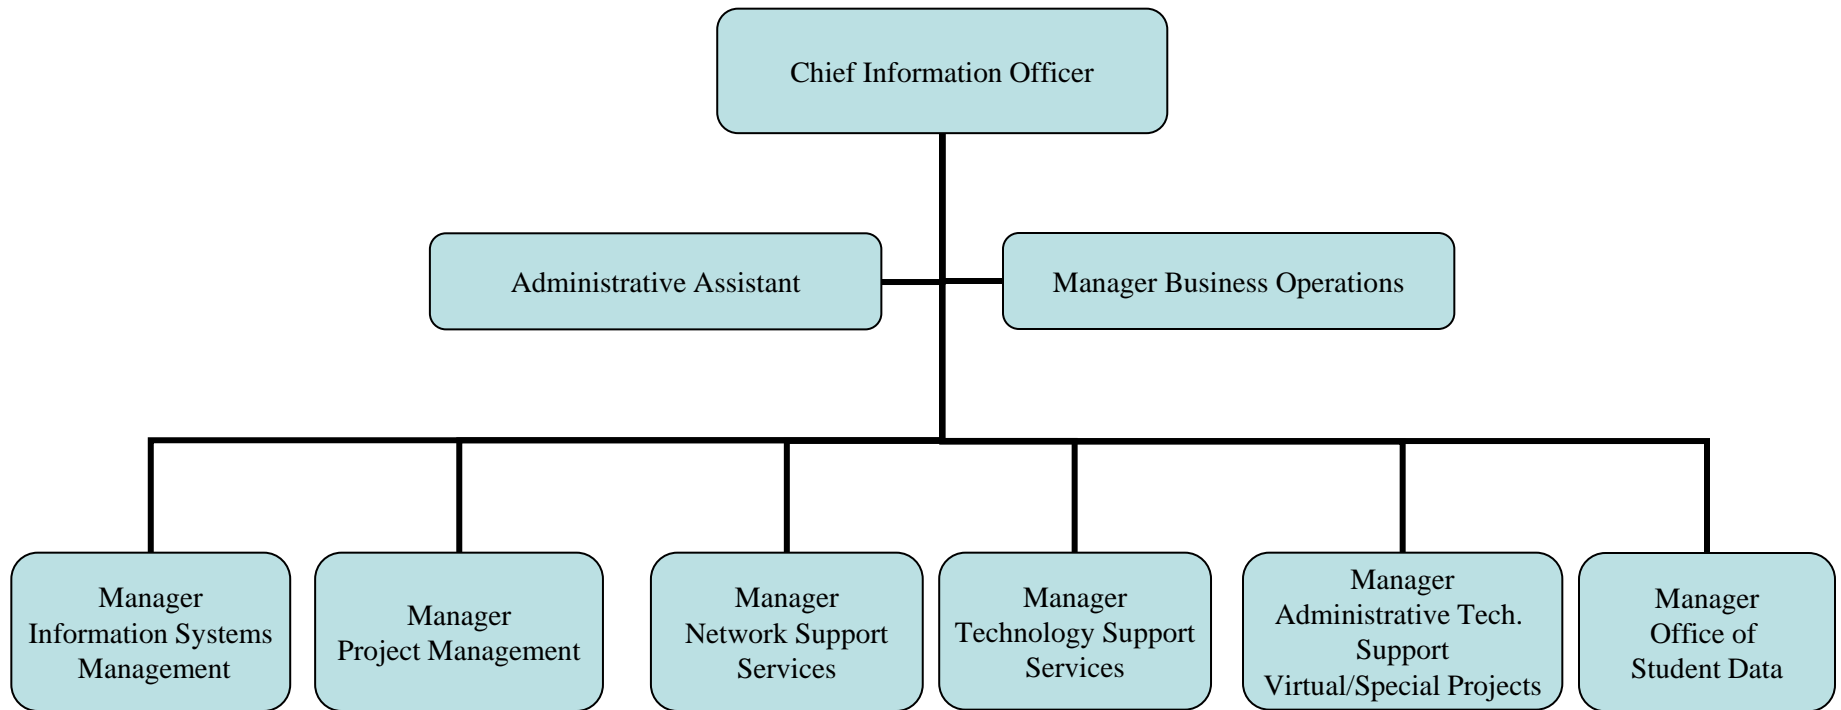 Chief Information Officer
Administrative Assistant
Manager Business Operations
Manager
Information Systems
Management
Manager
Project Management
Manager
Network Support
Services
Manager
Technology Support
Services
Manager
Administrative Tech.
Support
Virtual/Special Projects
Manager
Office of
Student Data